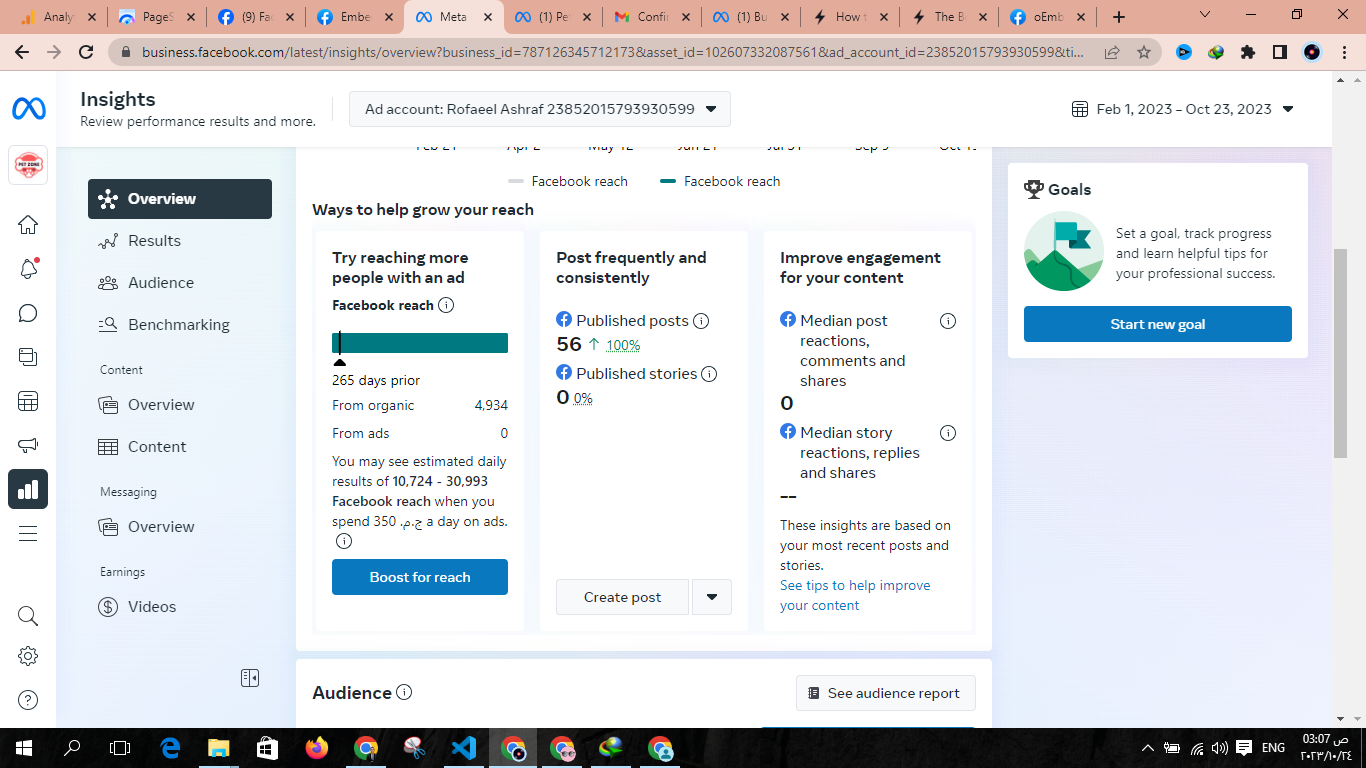 Analyt
PageS
(9) Fac
Embe
Meta
(1) Pe
Confir
(1) Bu
How t
The B
oEmb
business.facebook.com/latest/insights/overview?business_id=787126345712173&asset_id=102607332087561&ad_account_id=23852015793930599&ti...
Insights
Review performance results and more.
Ad account: Rofaeel Ashraf 23852015793930599
Feb 1, 2023 – Oct 23, 2023
PET ZONE
Overview
Results
Audience
Benchmarking
Content
Overview
Content
Messaging
Overview
Earnings
Videos
Facebook reach
Facebook reach
Ways to help grow your reach
Try reaching more
people with an ad
Facebook reach
265 days prior
From organic 4,934
From ads 0
You may see estimated daily
results of 10,724 - 30,993
Facebook reach when you
spend 350 ج.م.‏ a day on ads.
Boost for reach
Post frequently and
consistently
Published posts
56 ↑ 100%
Published stories
0 0%
Create post
Improve engagement
for your content
Median post
reactions,
comments and
shares
0
Median story
reactions, replies
and shares
--
These insights are based on
your most recent posts and
stories.
See tips to help improve
your content
Goals
Set a goal, track progress
and learn helpful tips for
your professional success.
Start new goal
Audience
See audience report
ENG
03:07 ص
٢٠٢٣/١٠/٢٤